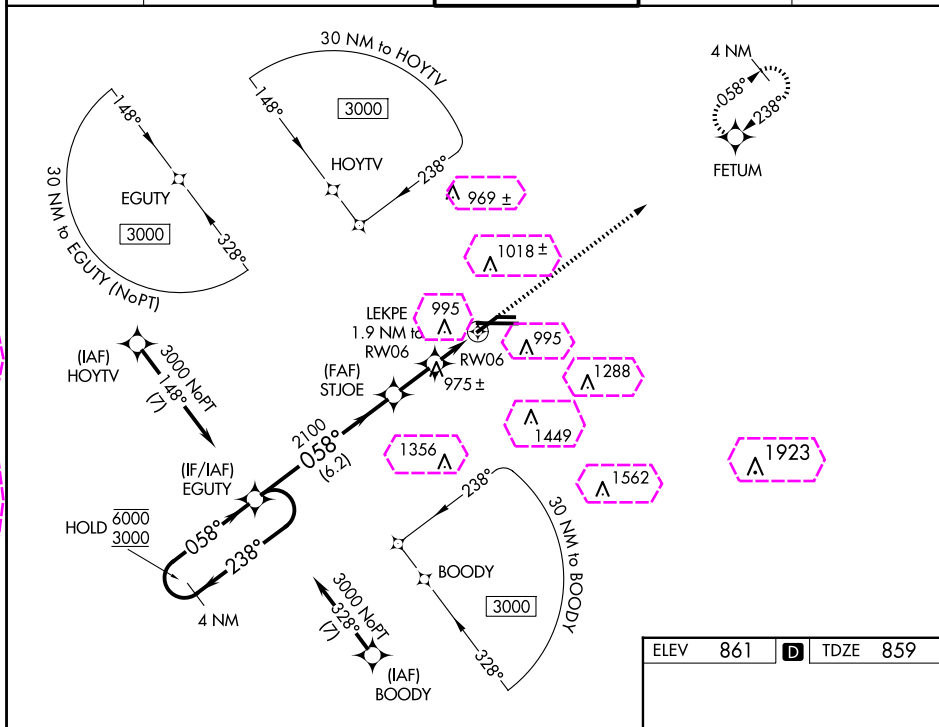 30 NM to HOYTV
148°
3000
HOYTV
238°
4 NM
058°
238°
FETUM
148°
EGUTY
3000
328°
30 NM to EGUTY (NoPT)
969 ±
1018 ±
995
LEKPE
1.9 NM to
RW06
RW06
995
975 ±
1288
1449
1356
1562
1923
(IAF)
HOYTV
3000 NoPT
148°
(7)
(FAF)
STJOE
2100
058°
(6.2)
(IF/IAF)
EGUTY
HOLD
6000
3000
058°
238°
4 NM
238°
30 NM to BOODY
BOODY
3000
328°
3000 NoPT
328°
(7)
(IAF)
BOODY
ELEV 861 D TDZE 859